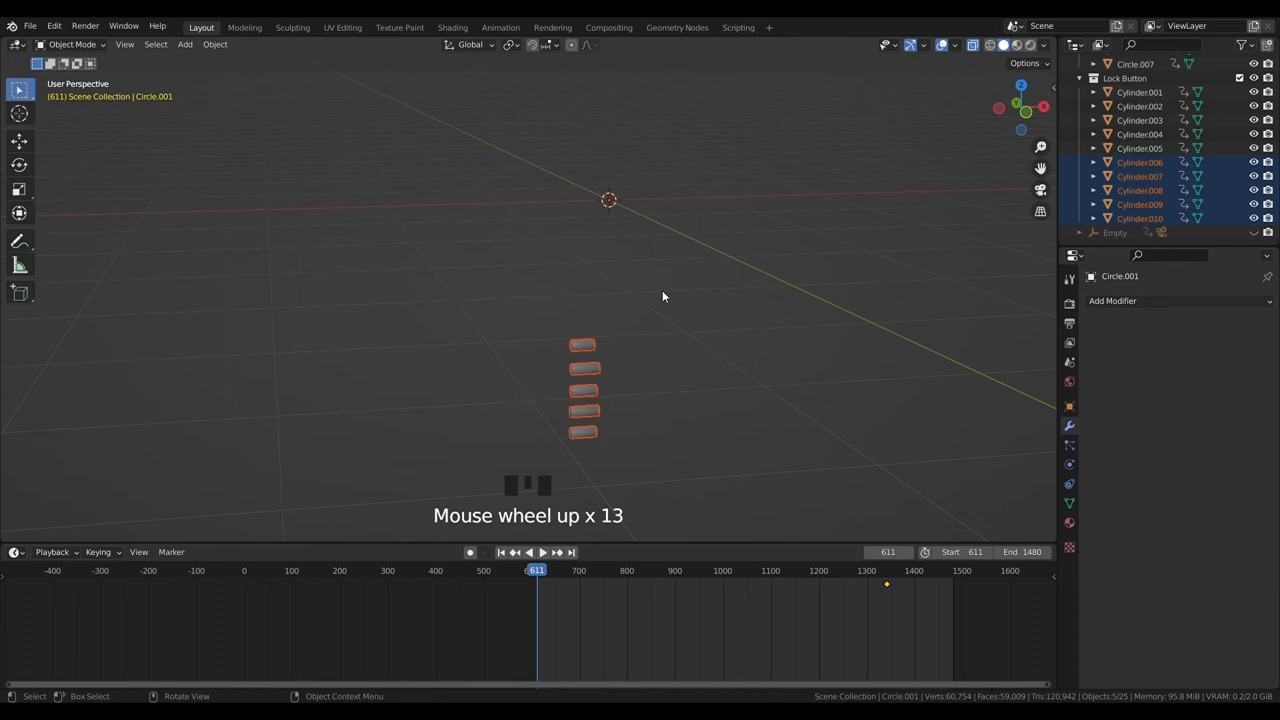 File Edit Render Window Help Layout Modeling Sculpting UV Editing Texture Paint Shading Animation Rendering Compositing Geometry Nodes Scripting + Scene ViewLayer
Object Mode View Select Add Object Global
Options
User Perspective
(611) Scene Collection | Circle.001
Circle.007
Lock Button
Cylinder.001
Cylinder.002
Cylinder.003
Cylinder.004
Cylinder.005
Cylinder.006
Cylinder.007
Cylinder.008
Cylinder.009
Cylinder.010
Empty
Circle.001
Add Modifier
Z
X
Y
Mouse wheel up x 13
Playback Keying View Marker 611 Start 611 End 1480
-400 -300 -200 -100 0 100 200 300 400 500 611 700 800 900 1000 1100 1200 1300 1400 1500 1600
Select Box Select Rotate View Object Context Menu Scene Collection | Circle.001 | Verts:60,754 | Faces:59,009 | Tris:120,942 | Objects:5/25 | Memory: 95.8 MiB | VRAM: 0.2/2.0 GiB